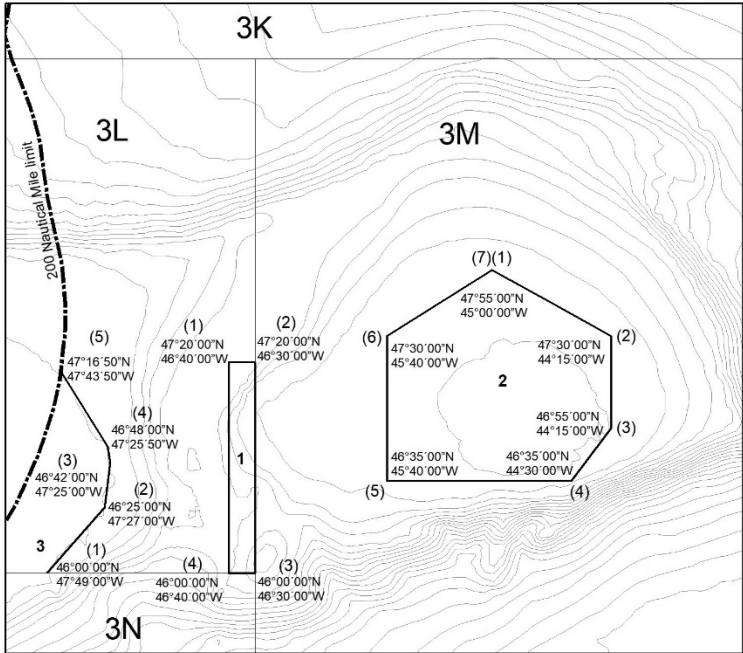 3K
3L
3M
200 Nautical Mile limit
(7)(1)
47°55´00”N
45°00´00”W
(1)
47°20´00”N
46°40´00”W
(2)
47°20´00”N
46°30´00”W
(5)
47°16´50”N
47°43´50”W
(6)
47°30´00”N
45°40´00”W
47°30´00”N
44°15´00”W
(2)
2
(4)
46°48´00”N
47°25´50”W
46°55´00”N
44°15´00”W
(3)
(3)
46°42´00”N
47°25´00”W
1
46°35´00”N
45°40´00”W
46°35´00”N
44°30´00”W
(5)
(4)
(2)
46°25´00”N
47°27´00”W
3
(1)
46°00´00”N
47°49´00”W
(4)
46°00´00”N
46°40´00”W
(3)
46°00´00”N
46°30´00”W
3N